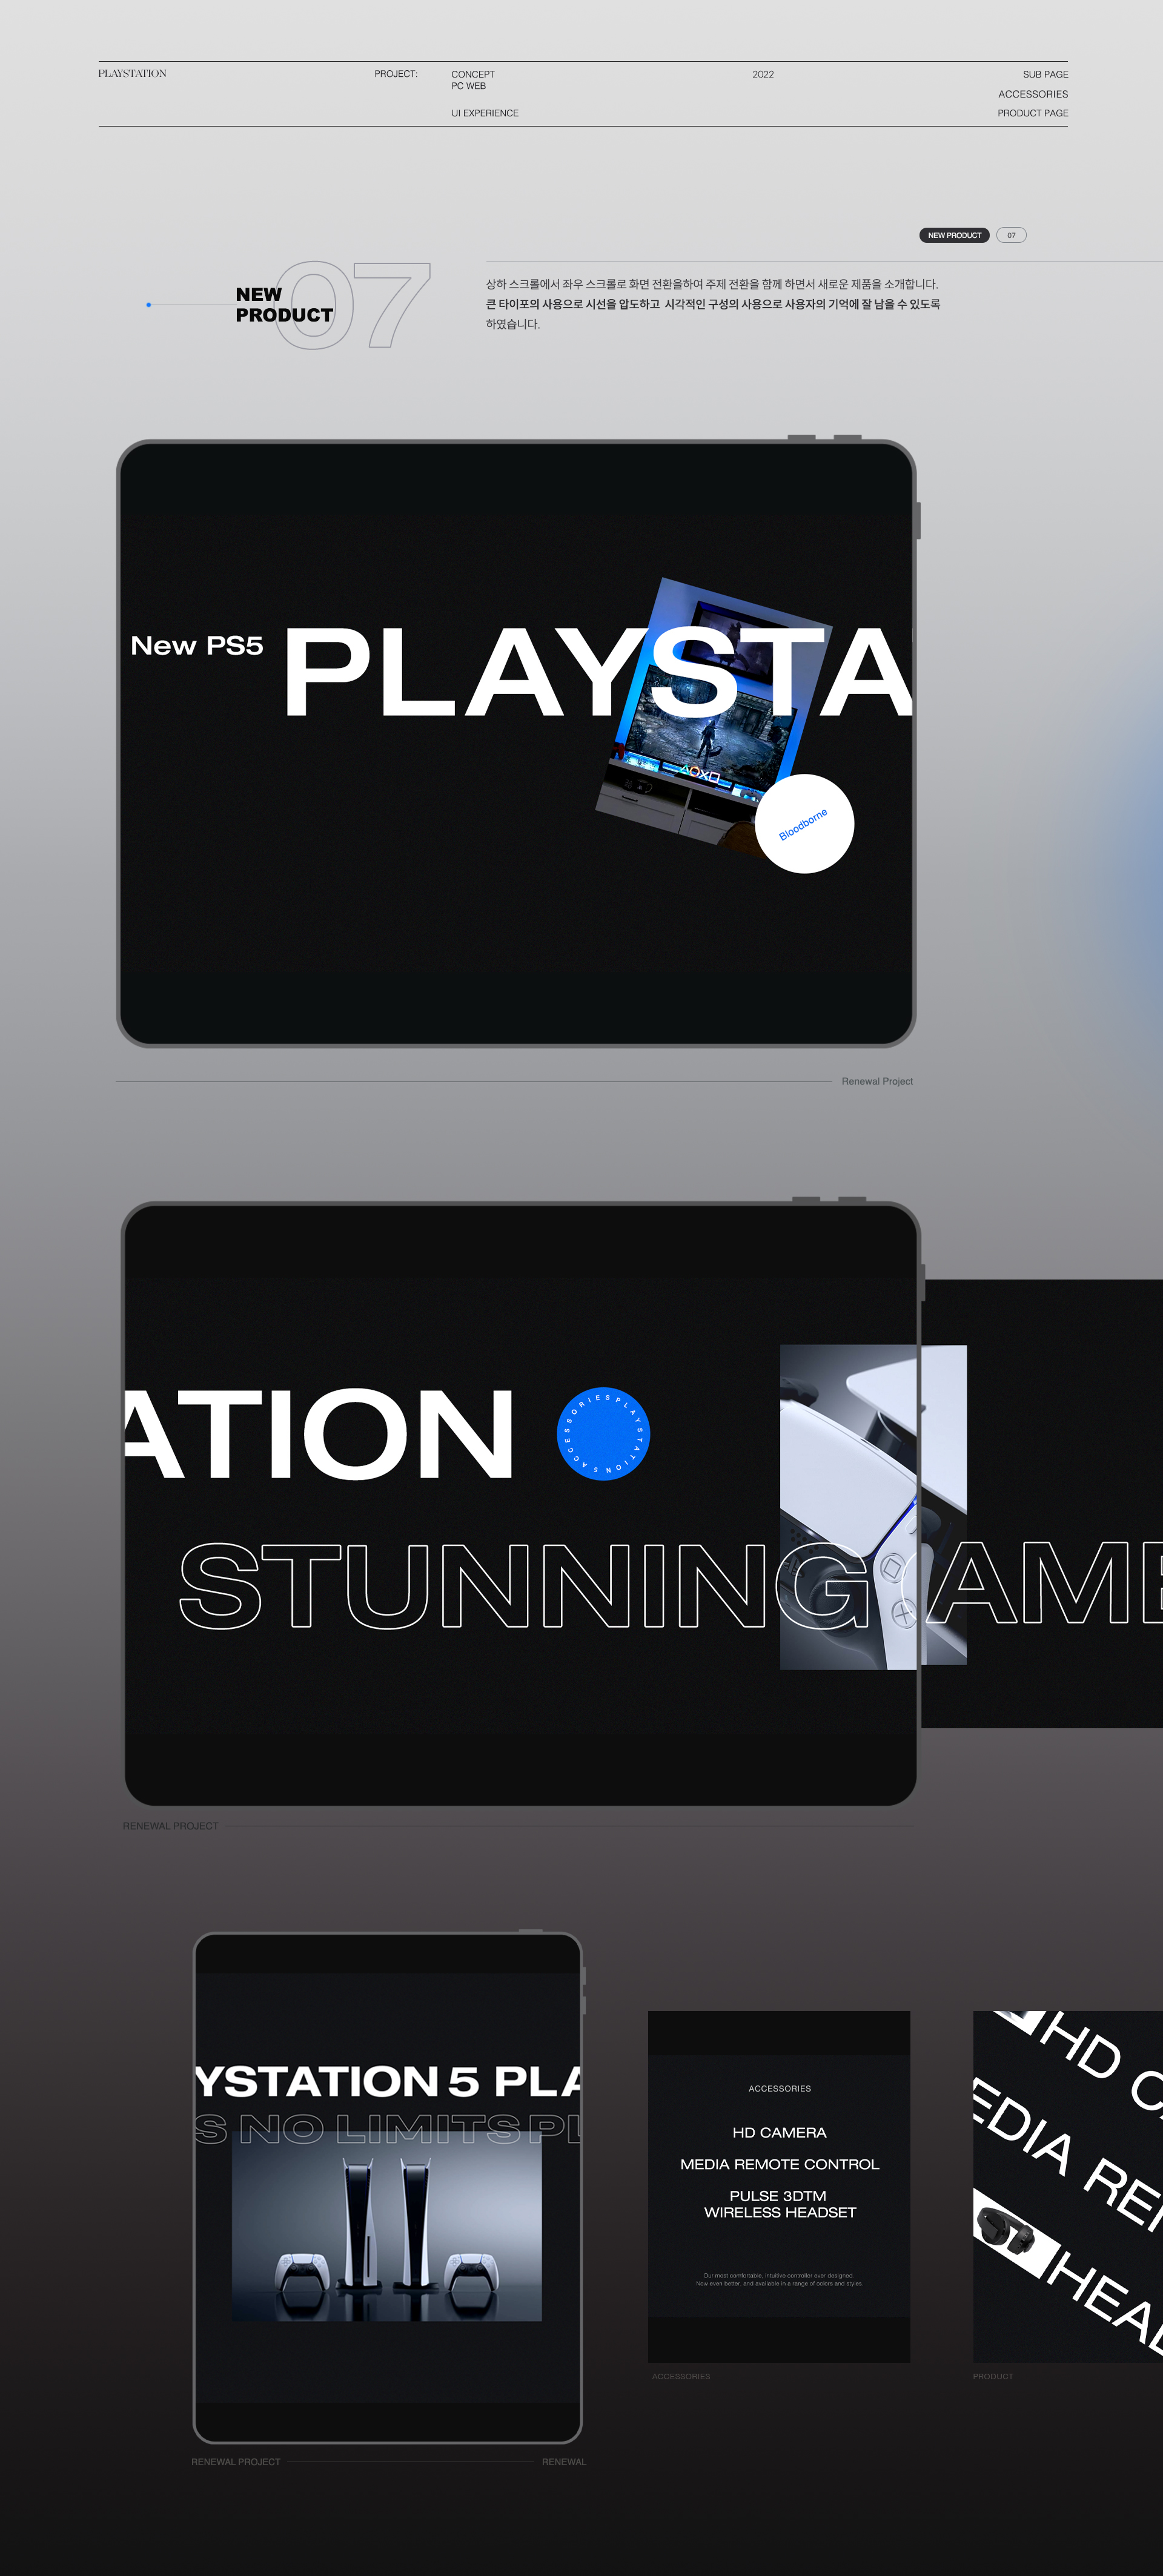 PLAYSTATION
PROJECT:
CONCEPT
PC WEB
UI EXPERIENCE
2022
SUB PAGE
ACCESSORIES
PRODUCT PAGE
NEW PRODUCT
07
07
NEW
PRODUCT
상하 스크롤에서 좌우 스크롤로 화면 전환을하여 주제 전환을 함께 하면서 새로운 제품을 소개합니다.
큰 타이포의 사용으로 시선을 압도하고 시각적인 구성의 사용으로 사용자의 기억에 잘 남을 수 있도록
하였습니다.
New PS5
PLAYSTA
Bloodborne
Renewal Project
ATION
PLAYSTATION 5 ACCESSORIES
STUNNING GAME
RENEWAL PROJECT
YSTATION 5 PLA
S NO LIMITS PL
RENEWAL PROJECT
RENEWAL
ACCESSORIES
HD CAMERA
MEDIA REMOTE CONTROL
PULSE 3DTM
WIRELESS HEADSET
Our most comfortable, intuitive controller ever designed
Now even better, and available in a range of colors and styles.
ACCESSORIES
HD CA
EDIA REM
HEAD
PRODUCT